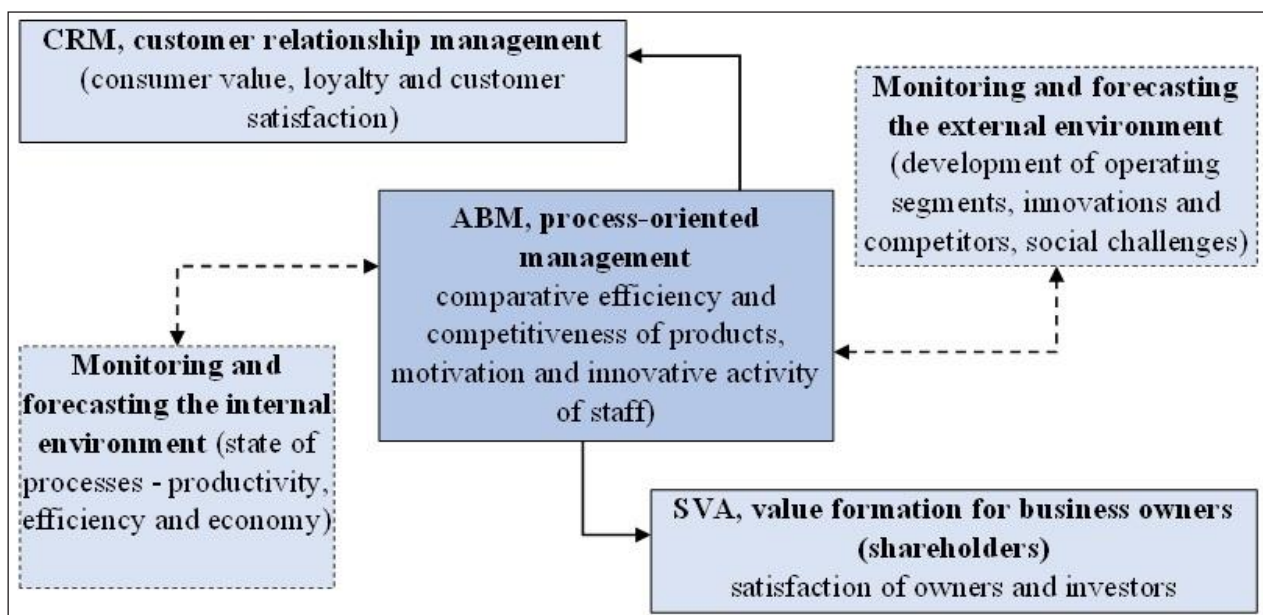 CRM, customer relationship management
(consumer value, loyalty and customer
satisfaction)
Monitoring and forecasting
the external environment
(development of operating
segments, innovations and
competitors, social challenges)
ABM, process-oriented
management
comparative efficiency and
competitiveness of products,
motivation and innovative activity
of staff)
Monitoring and
forecasting the internal
environment (state of
processes - productivity,
efficiency and economy)
SVA, value formation for business owners
(shareholders)
satisfaction of owners and investors